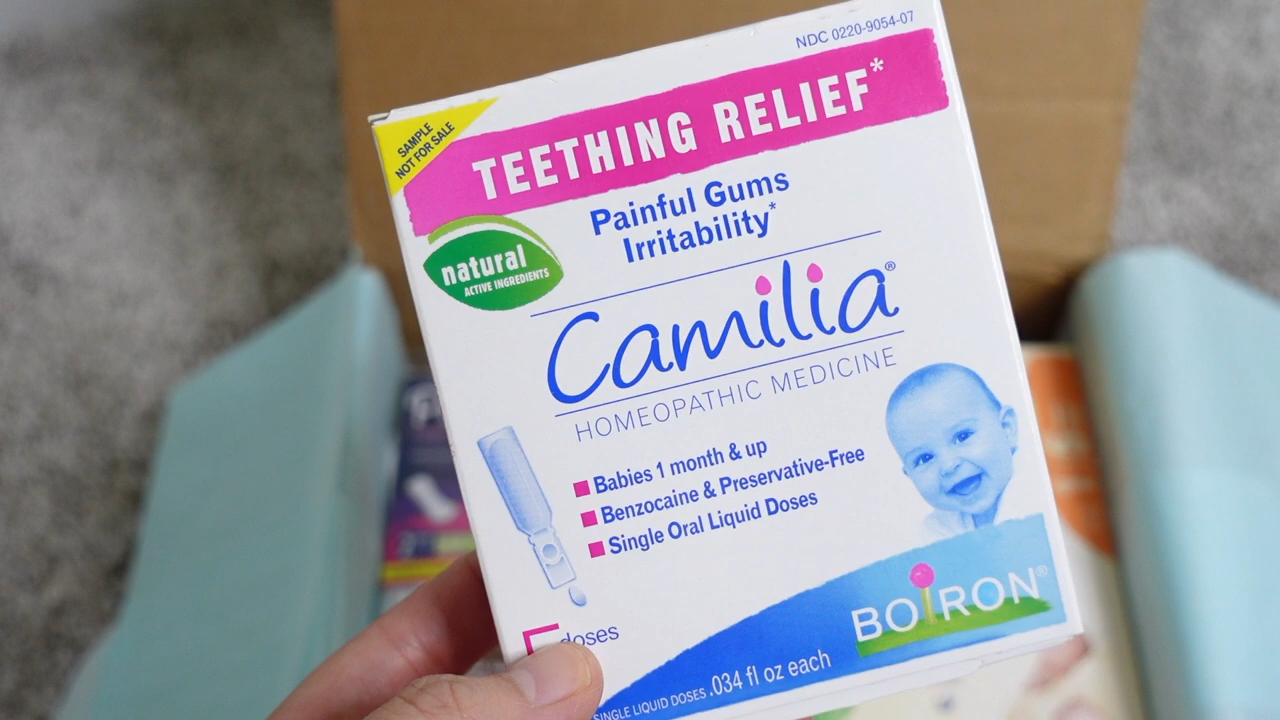 NDC 0220-9054-07
SAMPLE
NOT FOR SALE
TEETHING RELIEF*
Painful Gums
Irritability*
natural
ACTIVE INGREDIENTS
Camilia®
HOMEOPATHIC MEDICINE
Babies 1 month & up
Benzocaine & Preservative-Free
Single Oral Liquid Doses
doses
BOIRON®
SINGLE LIQUID DOSES .034 fl oz each